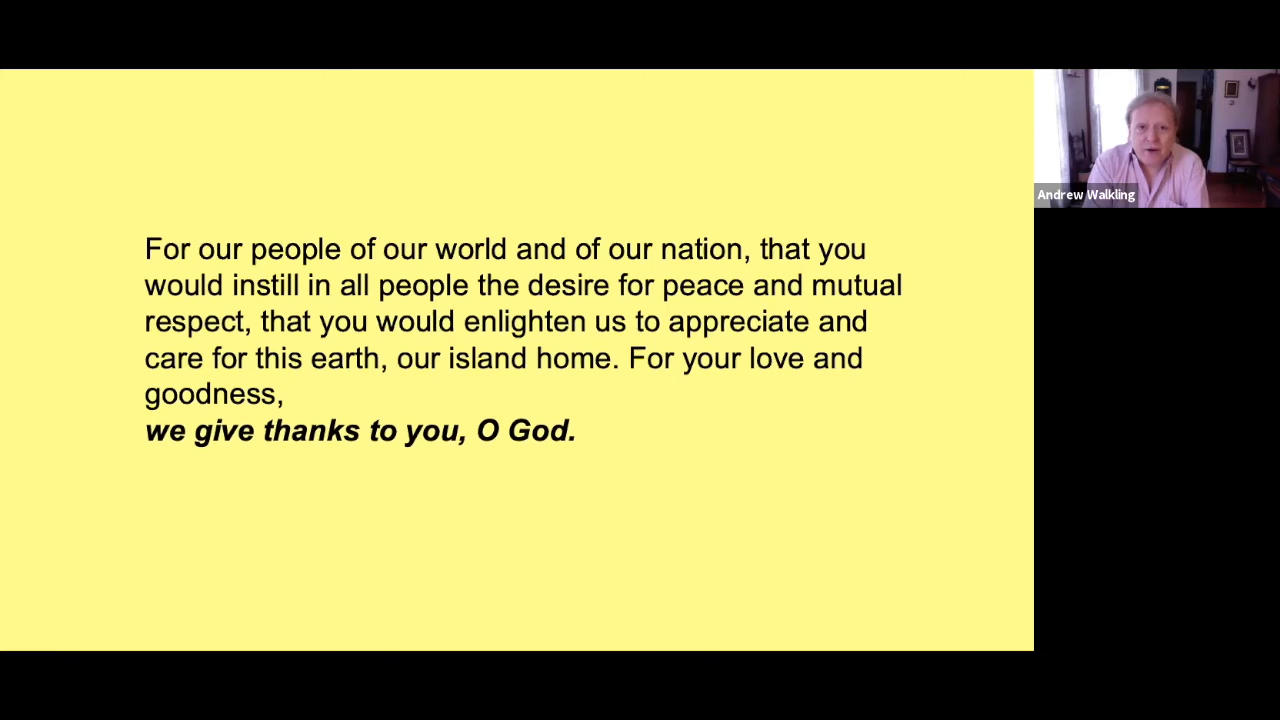 For our people of our world and of our nation, that you
would instill in all people the desire for peace and mutual
respect, that you would enlighten us to appreciate and
care for this earth, our island home. For your love and
goodness,
we give thanks to you, O God.
Andrew Walkling